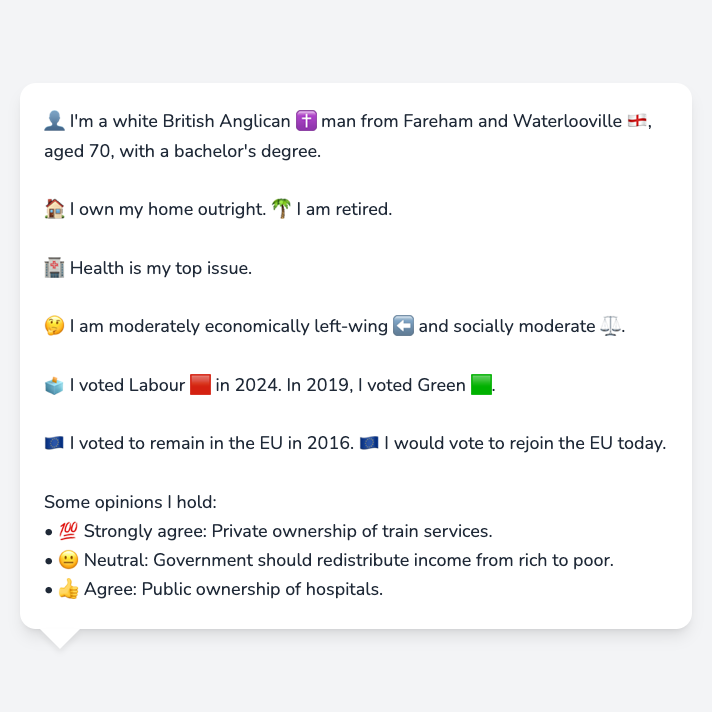 👤 I'm a white British Anglican ✝️ man from Fareham and Waterlooville 🏴󠁧󠁢󠁥󠁮󠁧󠁿,
aged 70, with a bachelor's degree.
🏠 I own my home outright. 🌴 I am retired.
🏥 Health is my top issue.
🤔 I am moderately economically left-wing ⬅️ and socially moderate ⚖️.
🗳️ I voted Labour 🟥 in 2024. In 2019, I voted Green 🟩.
🇪🇺 I voted to remain in the EU in 2016. 🇪🇺 I would vote to rejoin the EU today.
Some opinions I hold:
• 💯 Strongly agree: Private ownership of train services.
• 😐 Neutral: Government should redistribute income from rich to poor.
• 👍 Agree: Public ownership of hospitals.